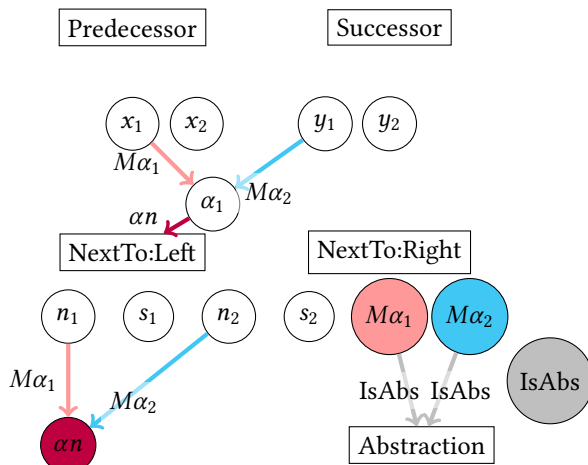 Predecessor Successor
x₁ x₂ y₁ y₂
Mα₁ Mα₂
α₁
αn
NextTo:Left NextTo:Right
n₁ s₁ n₂ s₂ Mα₁ Mα₂
Mα₁ Mα₂ IsAbs IsAbs IsAbs
αn Abstraction